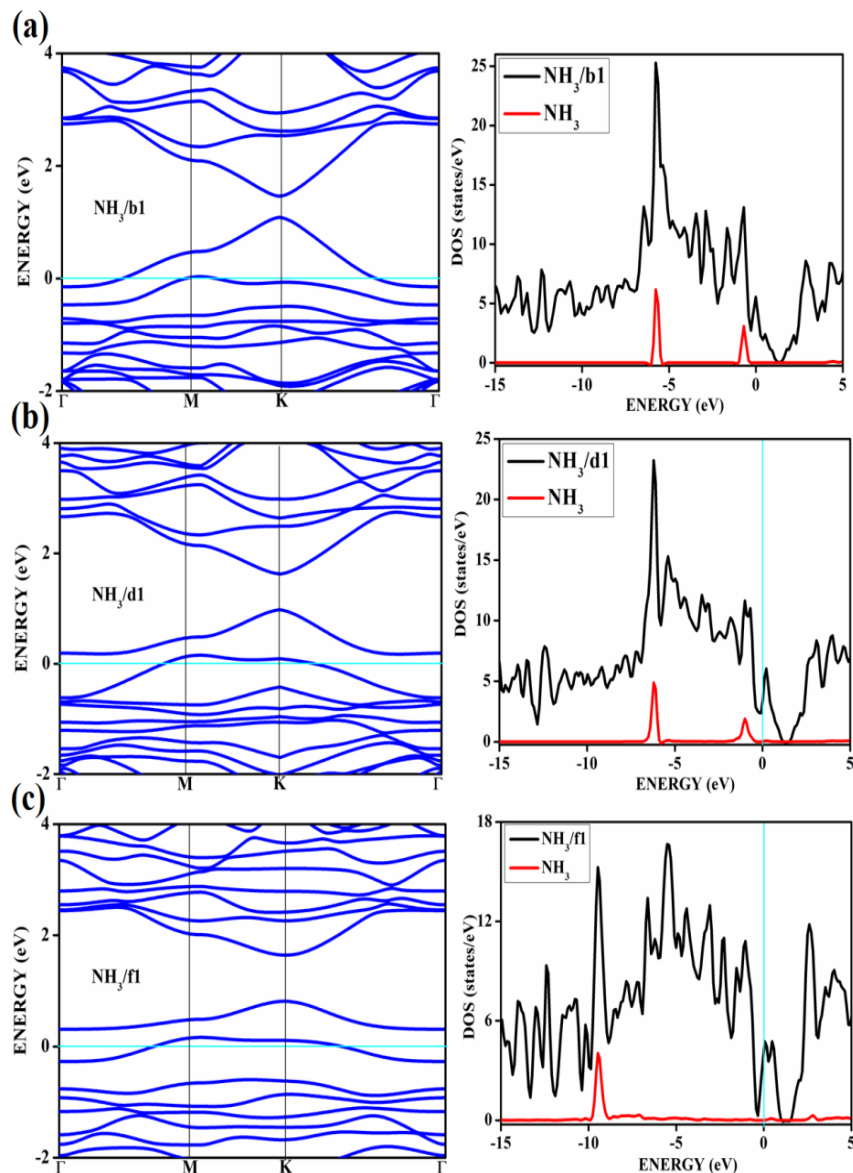 (a)
ENERGY (eV)
4
2
0
-2
NH₃/b1
Γ M K Γ
DOS (states/eV)
25
20
15
10
5
0
NH₃/b1
NH₃
-15 -10 -5 0 5
ENERGY (eV)
(b)
ENERGY (eV)
4
2
0
-2
NH₃/d1
Γ M K Γ
DOS (states/eV)
25
20
15
10
5
0
NH₃/d1
NH₃
-15 -10 -5 0 5
ENERGY (eV)
(c)
ENERGY (eV)
4
2
0
-2
NH₃/f1
Γ M K Γ
DOS (states/eV)
18
12
6
0
NH₃/f1
NH₃
-15 -10 -5 0 5
ENERGY (eV)